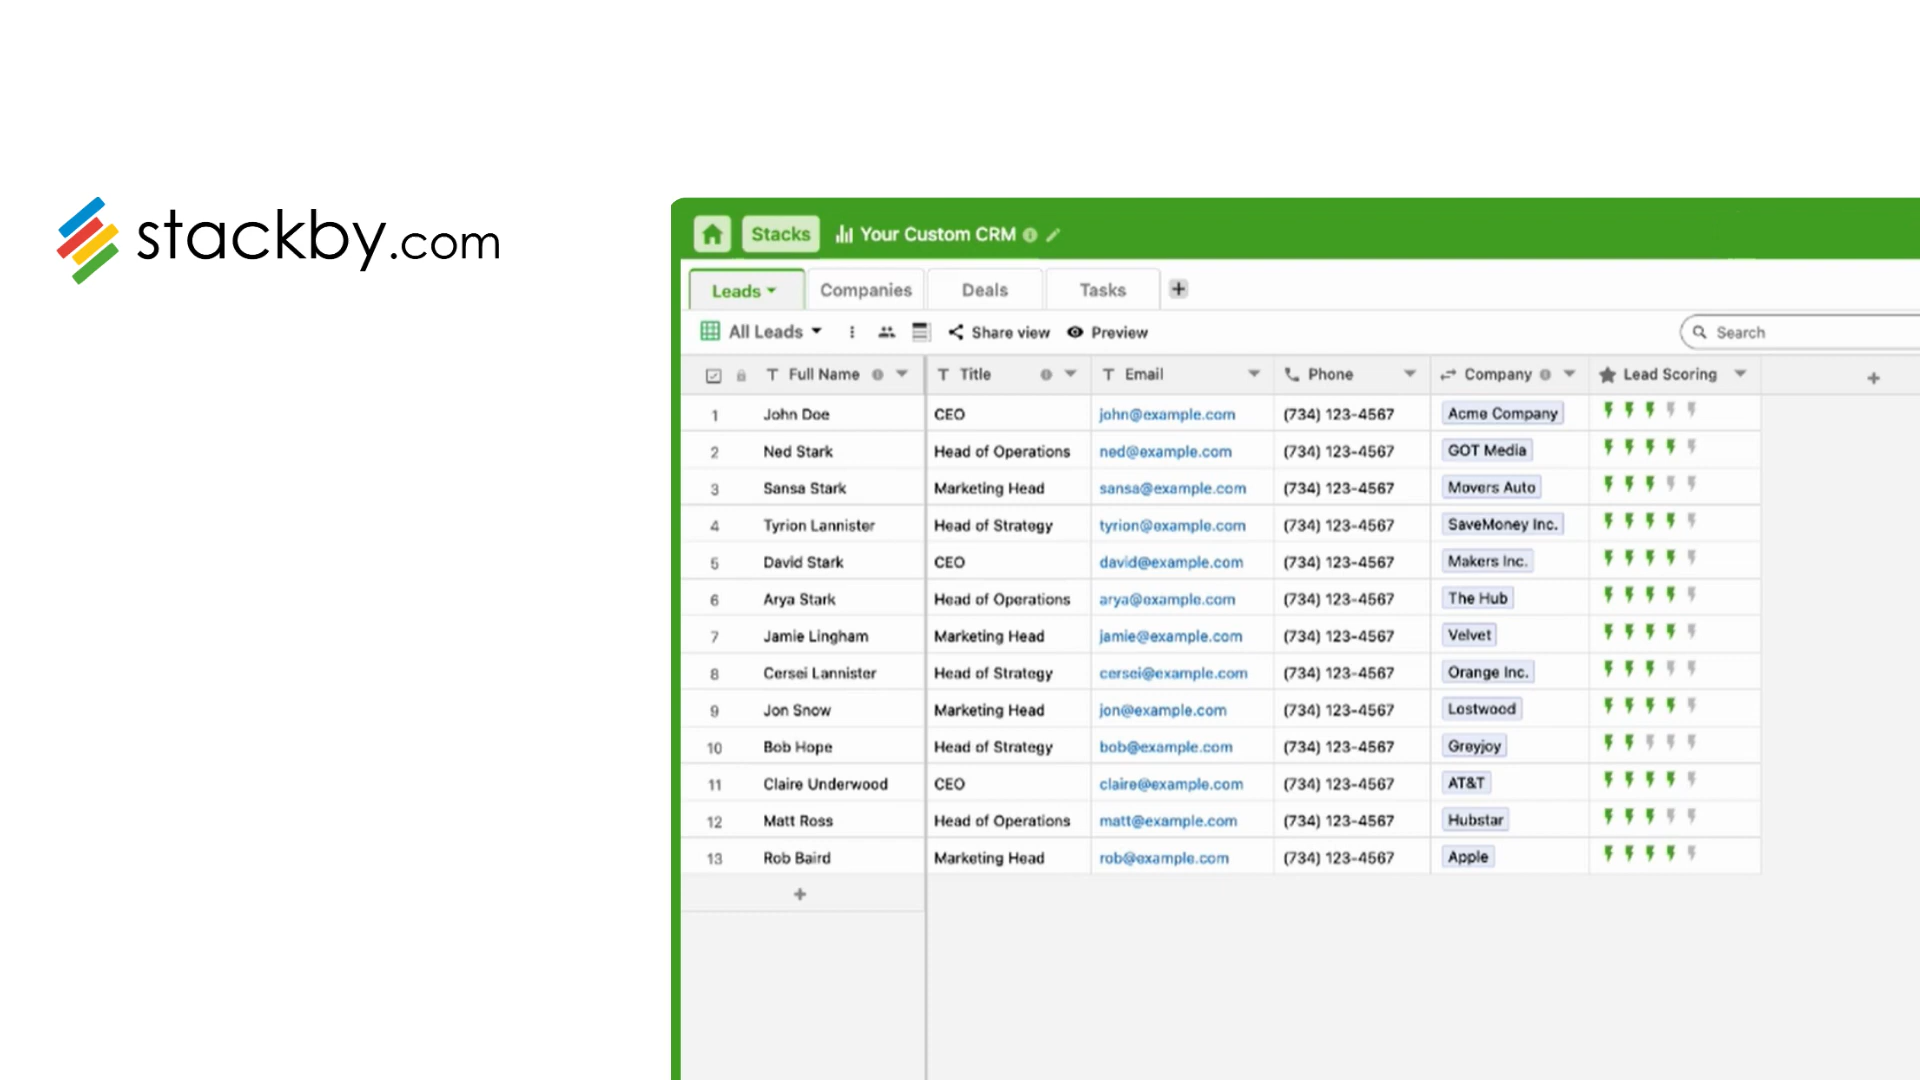 stackby.com
Stacks Your Custom CRM
Leads Companies Deals Tasks +
All Leads Share view Preview Search
T Full Name T Title T Email Phone Company Lead Scoring +
1 John Doe CEO john@example.com (734) 123-4567 Acme Company
2 Ned Stark Head of Operations ned@example.com (734) 123-4567 GOT Media
3 Sansa Stark Marketing Head sansa@example.com (734) 123-4567 Movers Auto
4 Tyrion Lannister Head of Strategy tyrion@example.com (734) 123-4567 SaveMoney Inc.
5 David Stark CEO david@example.com (734) 123-4567 Makers Inc.
6 Arya Stark Head of Operations arya@example.com (734) 123-4567 The Hub
7 Jamie Lingham Marketing Head jamie@example.com (734) 123-4567 Velvet
8 Cersei Lannister Head of Strategy cersei@example.com (734) 123-4567 Orange Inc.
9 Jon Snow Marketing Head jon@example.com (734) 123-4567 Lostwood
10 Bob Hope Head of Strategy bob@example.com (734) 123-4567 Greyjoy
11 Claire Underwood CEO claire@example.com (734) 123-4567 AT&T
12 Matt Ross Head of Operations matt@example.com (734) 123-4567 Hubstar
13 Rob Baird Marketing Head rob@example.com (734) 123-4567 Apple
+